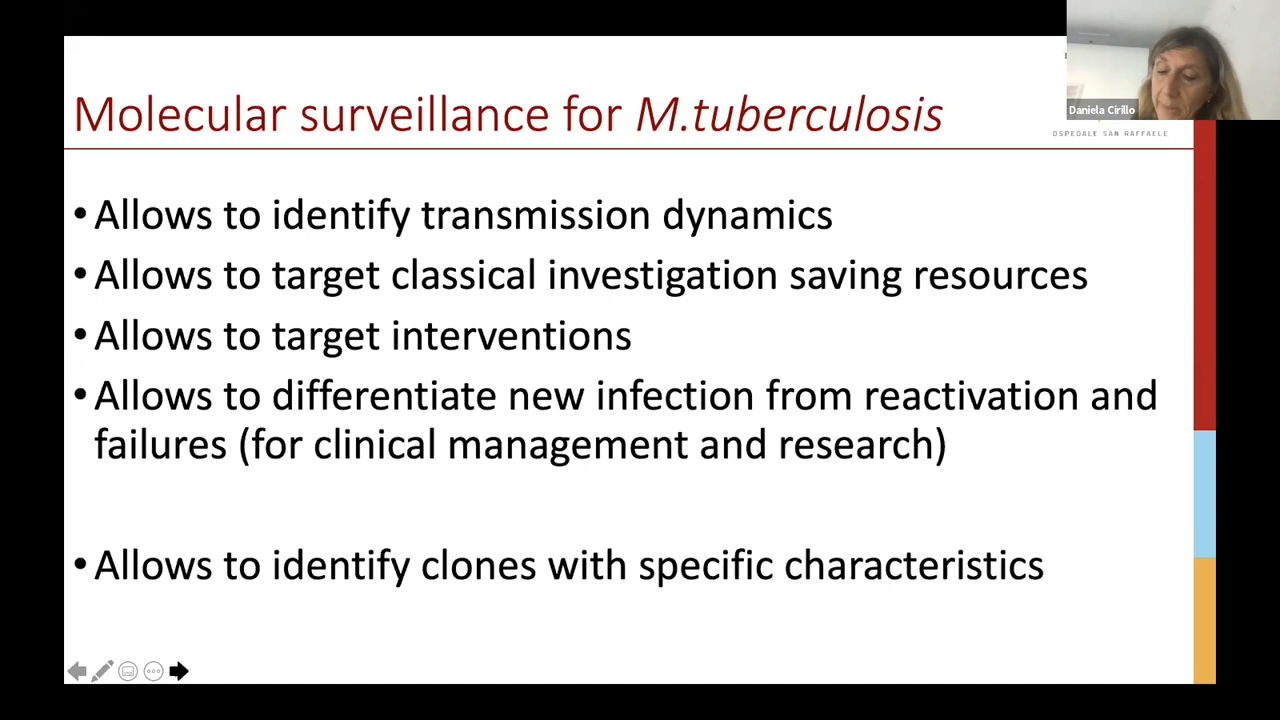 Molecular surveillance for M.tuberculosis
Daniela Cirillo
OSPEDALE SAN RAFFAELE
• Allows to identify transmission dynamics
• Allows to target classical investigation saving resources
• Allows to target interventions
• Allows to differentiate new infection from reactivation and
failures (for clinical management and research)
• Allows to identify clones with specific characteristics